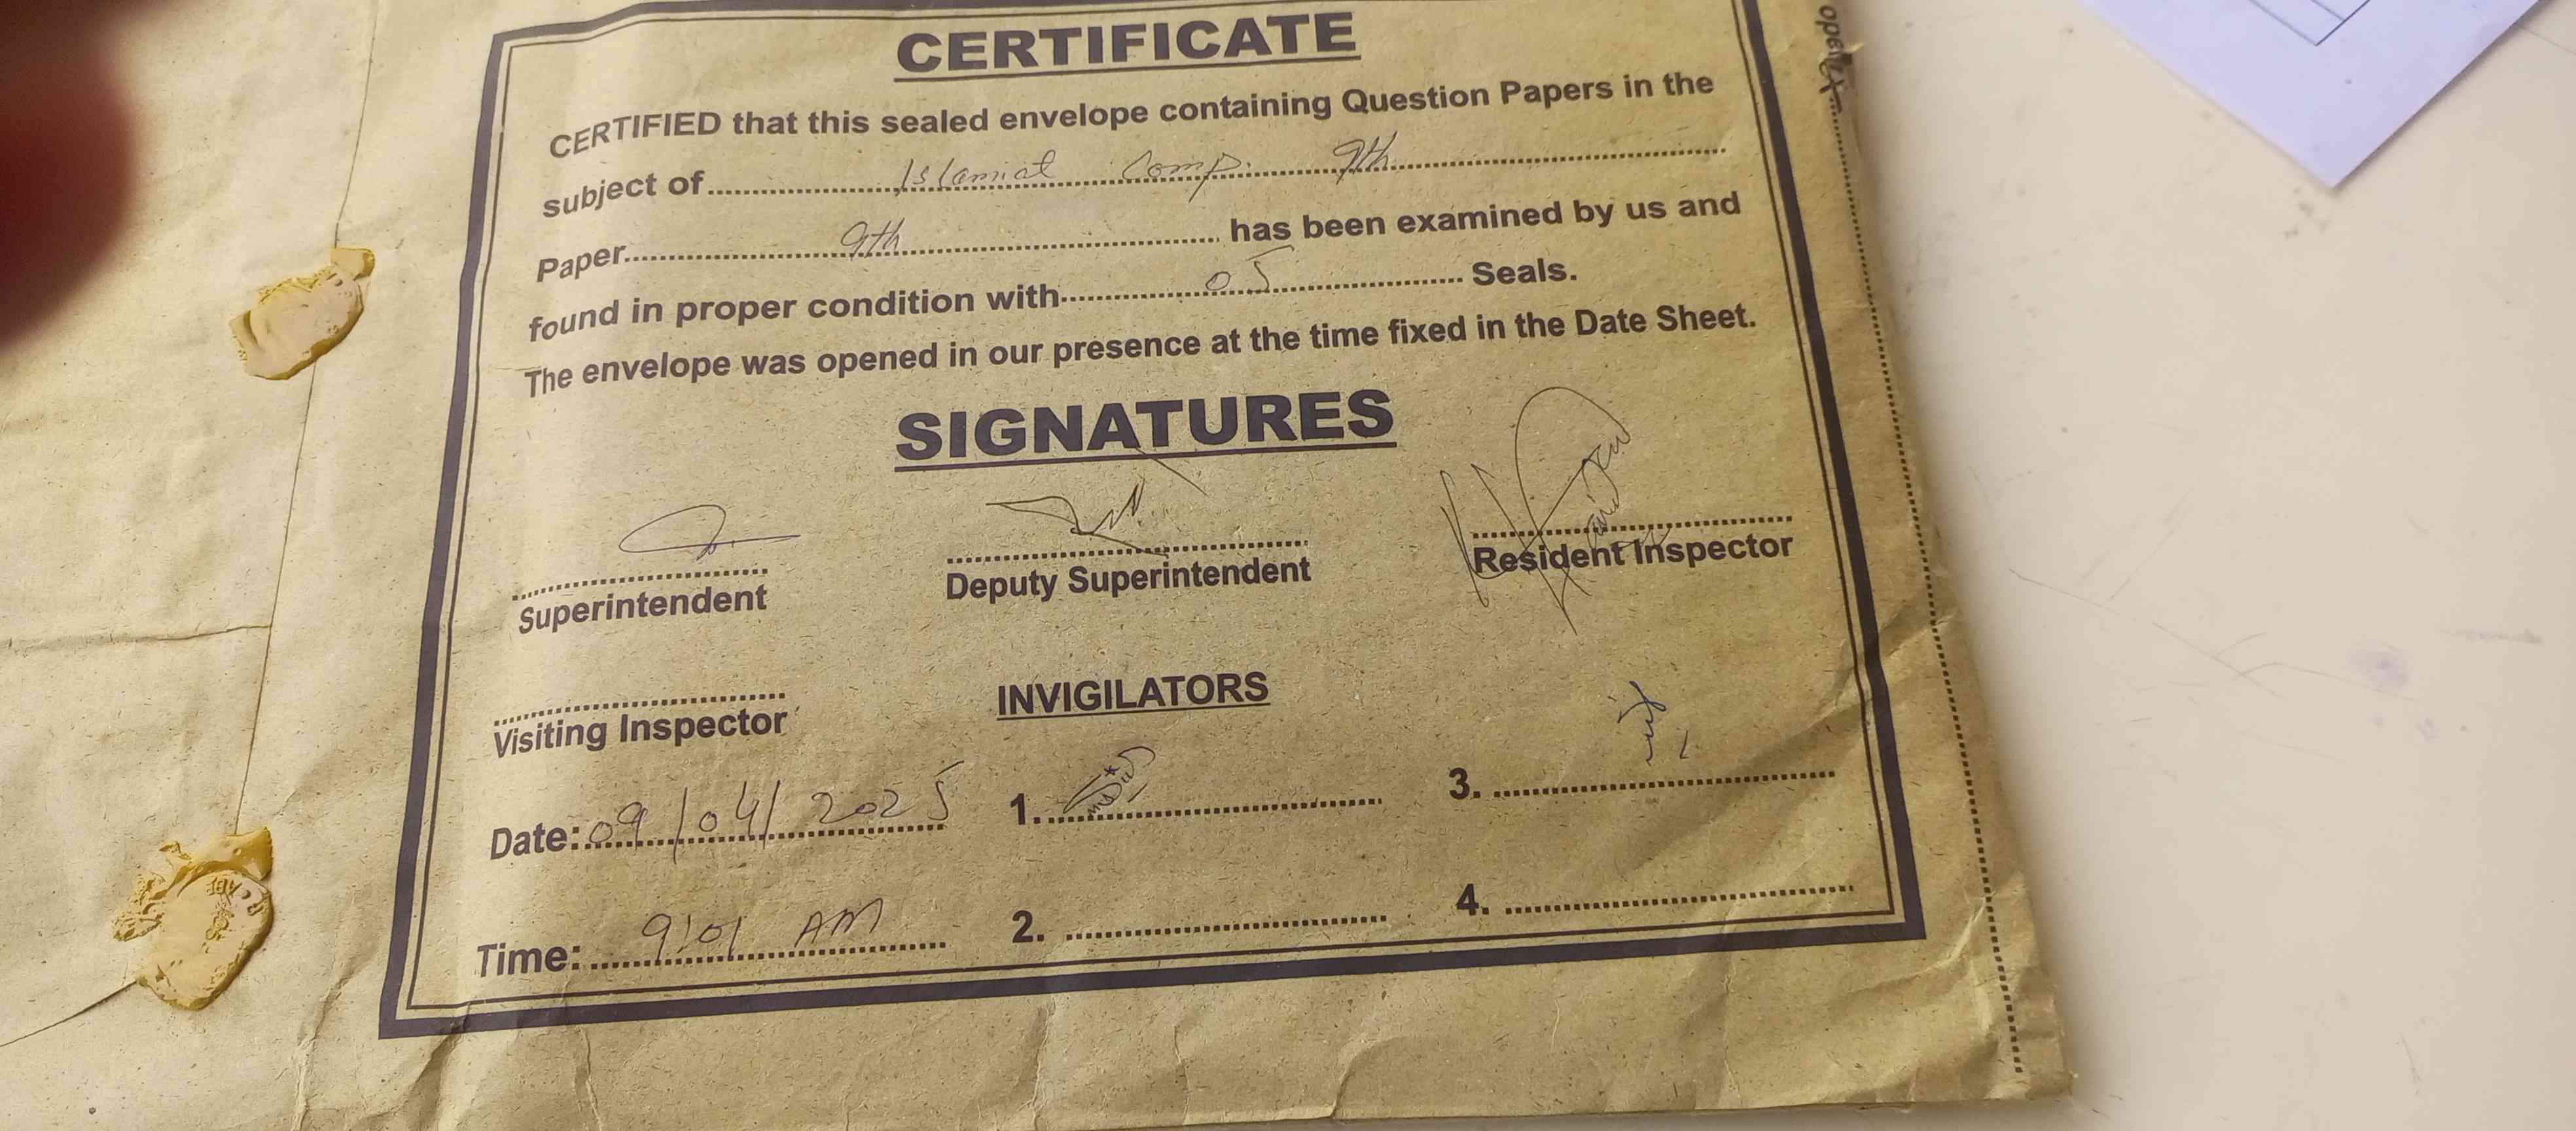 CERTIFICATE
CERTIFIED that this sealed envelope containing Question Papers in the
subject of Islamiat Comp. 9th
Paper 9th has been examined by us and
found in proper condition with 05 Seals.
The envelope was opened in our presence at the time fixed in the Date Sheet.
SIGNATURES
Superintendent
Deputy Superintendent
Resident Inspector
Visiting Inspector
INVIGILATORS
1.
3.
Date: 09/04/2025
2.
4.
Time: 9:01 AM